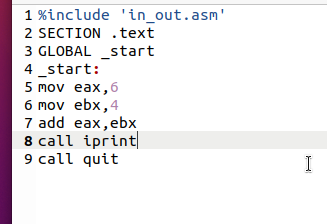 1 %include 'in_out.asm'
2 SECTION .text
3 GLOBAL _start
4 _start:
5 mov eax,6
6 mov ebx,4
7 add eax,ebx
8 call iprint
9 call quit